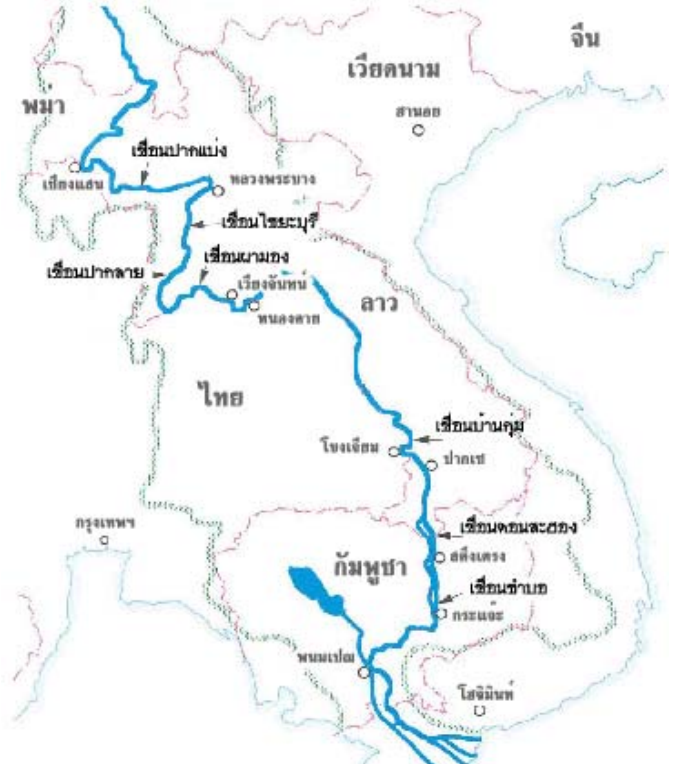 จีน
เวียดนาม
พม่า
ฮานอย
เขื่อนปากแบ่ง
เชียงแสน
หลวงพระบาง
เขื่อนไชยะบุรี
เขื่อนผามอง
เขื่อนปากลาย
เวียงจันทน์
หนองคาย
ลาว
ไทย
เขื่อนบ้านคุ่ม
โขงเจียม
ปากเซ
กรุงเทพฯ
เขื่อนดอนสะฮอง
สตึงเตรง
กัมพูชา
เขื่อนซำบอ
กระแจะ
พนมเปญ
โฮจิมินท์